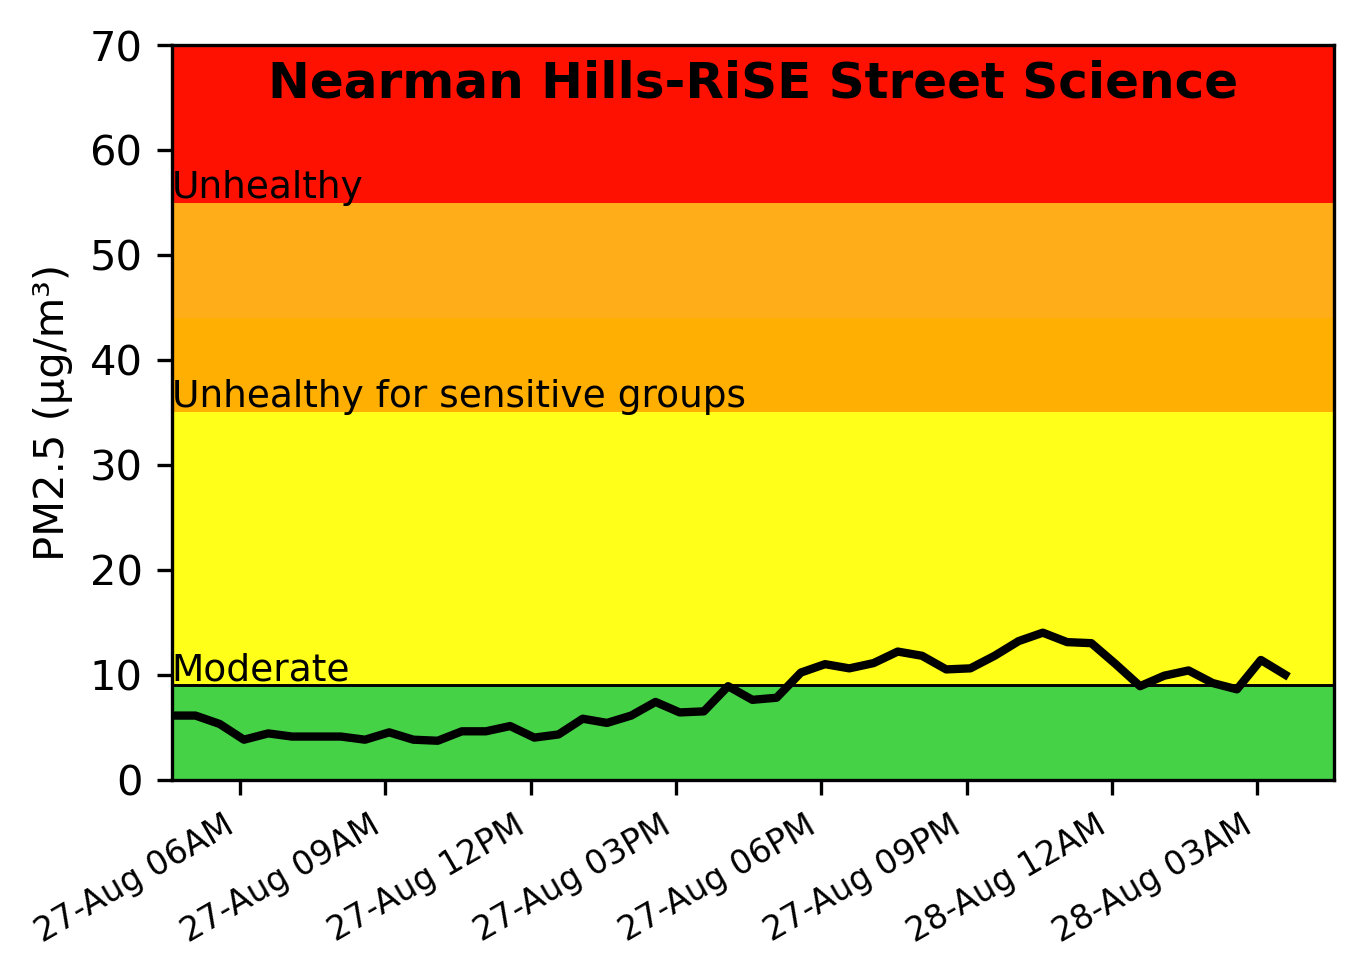 Nearman Hills-RiSE Street Science
70
60
50
40
30
20
10
0
PM2.5 (µg/m³)
Unhealthy
Unhealthy for sensitive groups
Moderate
27-Aug 06AM
27-Aug 09AM
27-Aug 12PM
27-Aug 03PM
27-Aug 06PM
27-Aug 09PM
28-Aug 12AM
28-Aug 03AM